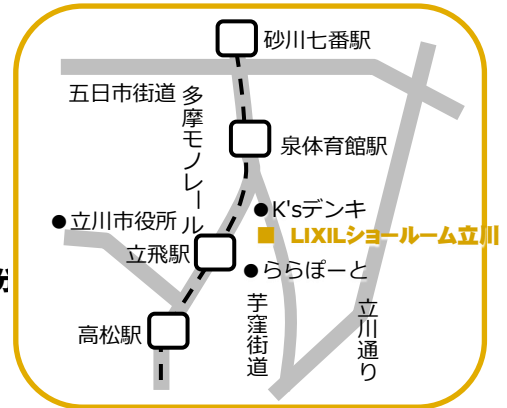 砂川七番駅
五日市街道
多摩モノレール
泉体育館駅
●K'sデンキ
●立川市役所
■ LIXILショールーム立川
立飛駅
●ららぽーと
高松駅
芋窪街道
立川通り